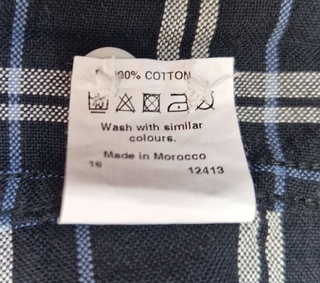 100% COTTON
Wash with similar
colours.
Made in Morocco
16 12413